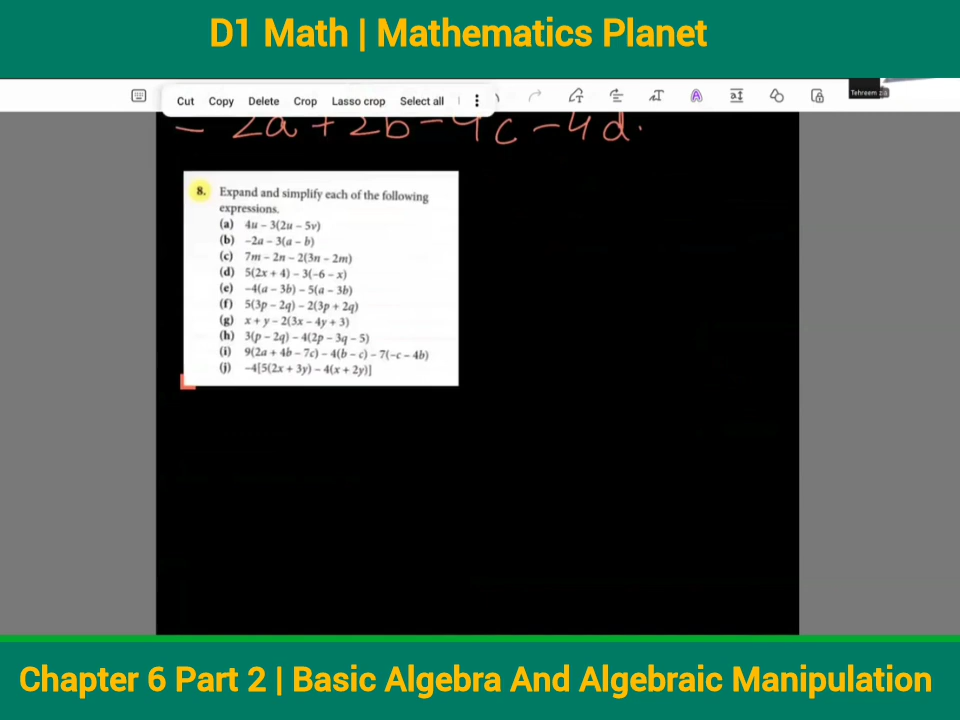 D1 Math | Mathematics Planet
Cut Copy Delete Crop Lasso crop Select all
Tehreem zia
- 2a + 2b - 4c - 4d.
8. Expand and simplify each of the following
expressions.
(a) 4u – 3(2u – 5v)
(b) –2a – 3(a – b)
(c) 7m – 2n – 2(3n – 2m)
(d) 5(2x + 4) – 3(–6 – x)
(e) –4(a – 3b) – 5(a – 3b)
(f) 5(3p – 2q) – 2(3p + 2q)
(g) x + y – 2(3x – 4y + 3)
(h) 3(p – 2q) – 4(2p – 3q – 5)
(i) 9(2a + 4b – 7c) – 4(b – c) – 7(–c – 4b)
(j) –4[5(2x + 3y) – 4(x + 2y)]
Chapter 6 Part 2 | Basic Algebra And Algebraic Manipulation